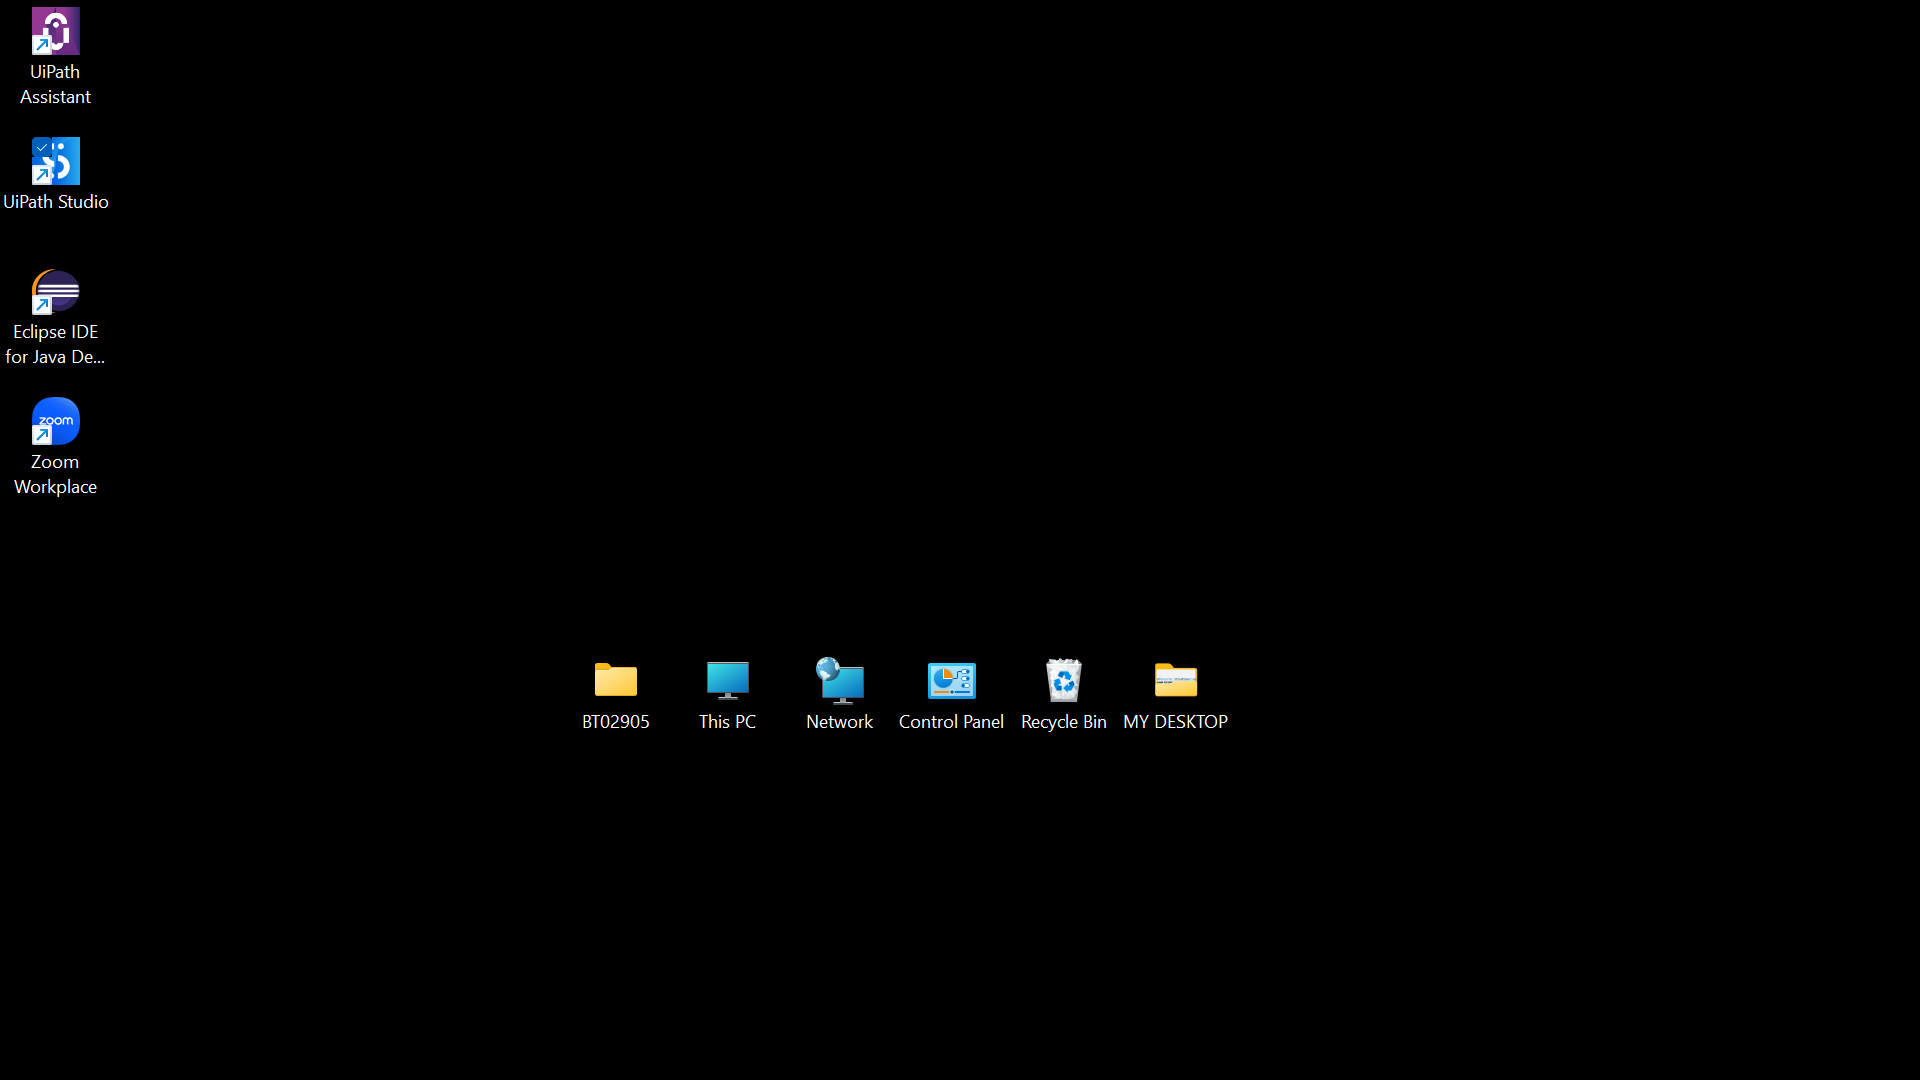 UiPath
Assistant
UiPath Studio
Eclipse IDE
for Java De...
zoom
Zoom
Workplace
BT02905
This PC
Network
Control Panel
Recycle Bin
MY DESKTOP